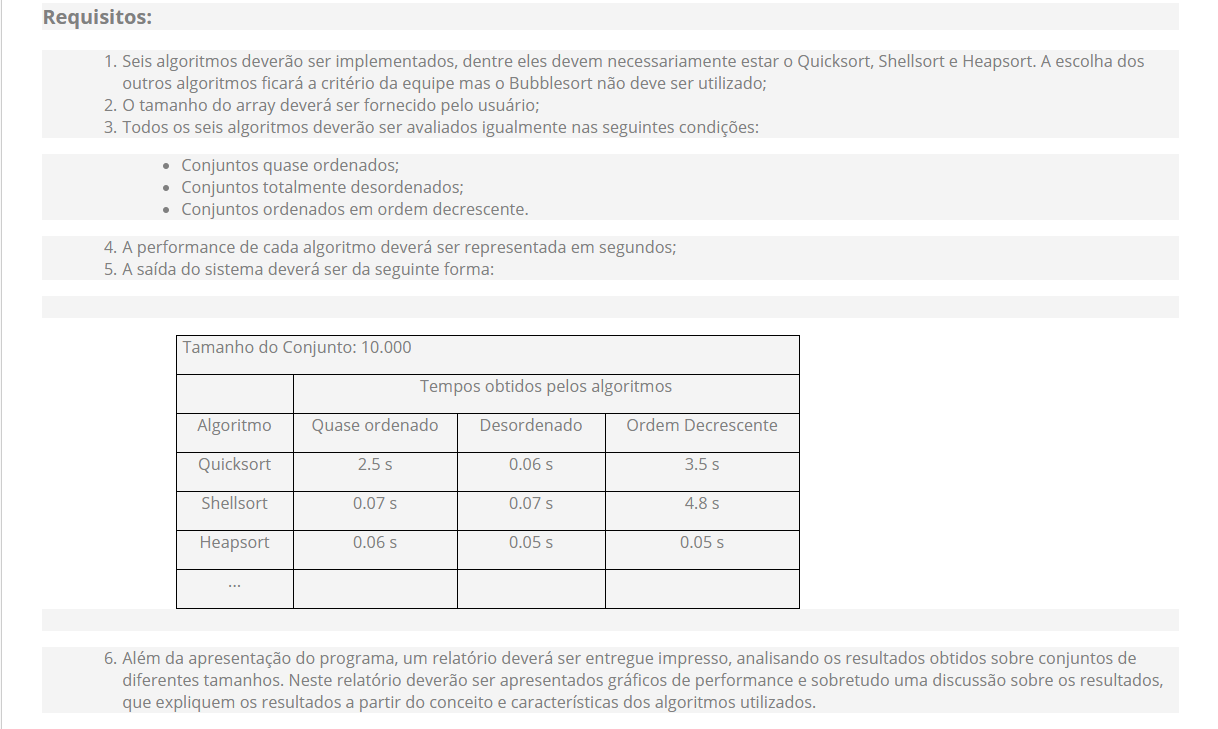 Requisitos:
1. Seis algoritmos deverão ser implementados, dentre eles devem necessariamente estar o Quicksort, Shellsort e Heapsort. A escolha dos
outros algoritmos ficará a critério da equipe mas o Bubblesort não deve ser utilizado;
2. O tamanho do array deverá ser fornecido pelo usuário;
3. Todos os seis algoritmos deverão ser avaliados igualmente nas seguintes condições:
• Conjuntos quase ordenados;
• Conjuntos totalmente desordenados;
• Conjuntos ordenados em ordem decrescente.
4. A performance de cada algoritmo deverá ser representada em segundos;
5. A saída do sistema deverá ser da seguinte forma:
Tamanho do Conjunto: 10.000
Tempos obtidos pelos algoritmos
Algoritmo Quase ordenado Desordenado Ordem Decrescente
Quicksort 2.5 s 0.06 s 3.5 s
Shellsort 0.07 s 0.07 s 4.8 s
Heapsort 0.06 s 0.05 s 0.05 s
...
6. Além da apresentação do programa, um relatório deverá ser entregue impresso, analisando os resultados obtidos sobre conjuntos de
diferentes tamanhos. Neste relatório deverão ser apresentados gráficos de performance e sobretudo uma discussão sobre os resultados,
que expliquem os resultados a partir do conceito e características dos algoritmos utilizados.